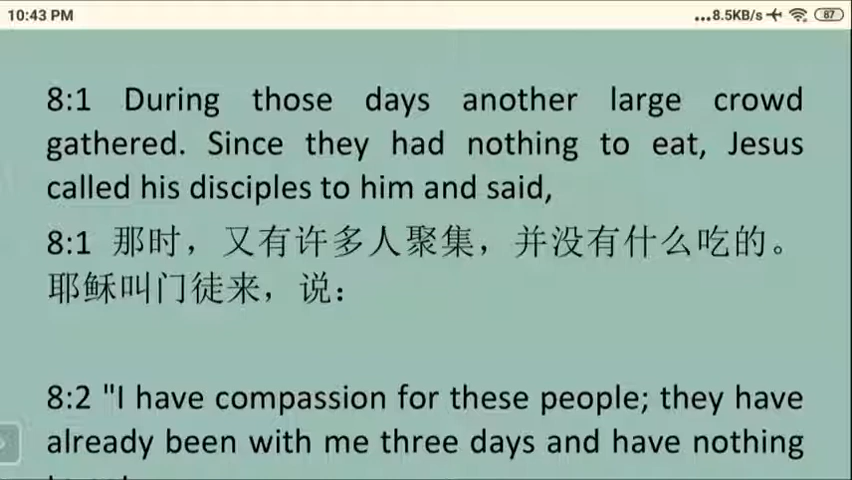 10:43 PM
...8.5KB/s
87
8:1 During those days another large crowd
gathered. Since they had nothing to eat, Jesus
called his disciples to him and said,
8:1 那时，又有许多人聚集，并没有什么吃的。
耶稣叫门徒来，说：
8:2 "I have compassion for these people; they have
already been with me three days and have nothing